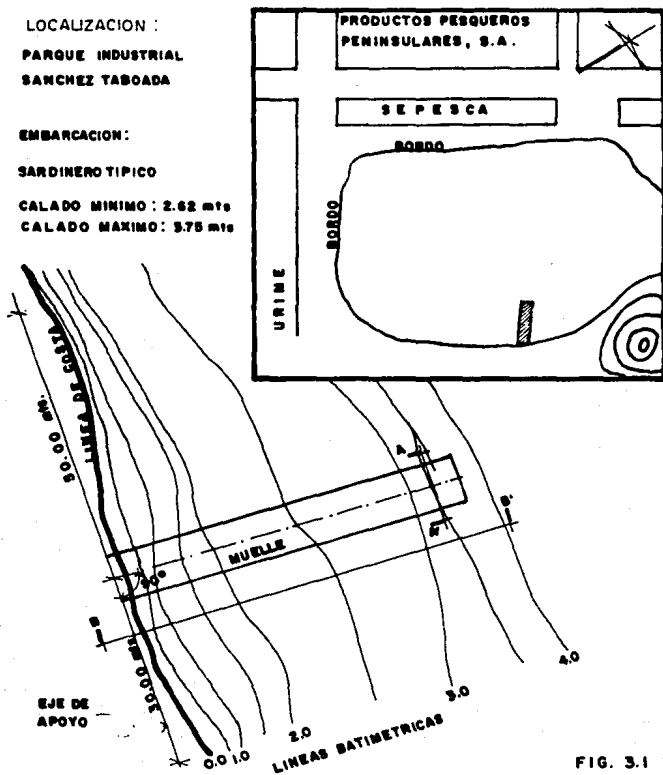 LOCALIZACION :
PARQUE INDUSTRIAL
SANCHEZ TABOADA
EMBARCACION:
SARDINERO TIPICO
CALADO MINIMO : 2.62 mts
CALADO MAXIMO : 3.75 mts
PRODUCTOS PESQUEROS
PENINSULARES, S.A.
SEPESCA
BORDO
BORDO
URIME
LINEA DE COSTA
50.00 mts.
A
A'
B'
MUELLE
90°
B
30.00 mts
EJE DE
APOYO
0.0 1.0
2.0
3.0
4.0
LINEAS BATIMETRICAS
FIG. 3.1